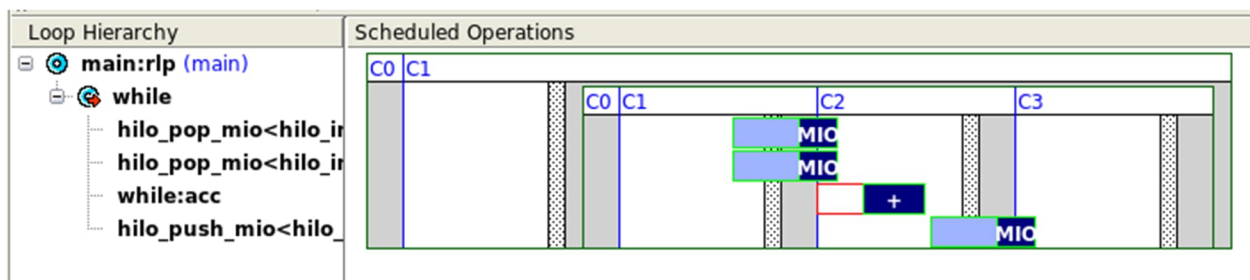 Loop Hierarchy
Scheduled Operations
main:rlp (main)
C0 C1
while
C0 C1 C2 C3
hilo_pop_mio<hilo_ir
MIO
hilo_pop_mio<hilo_ir
MIO
while:acc
+
hilo_push_mio<hilo_
MIO